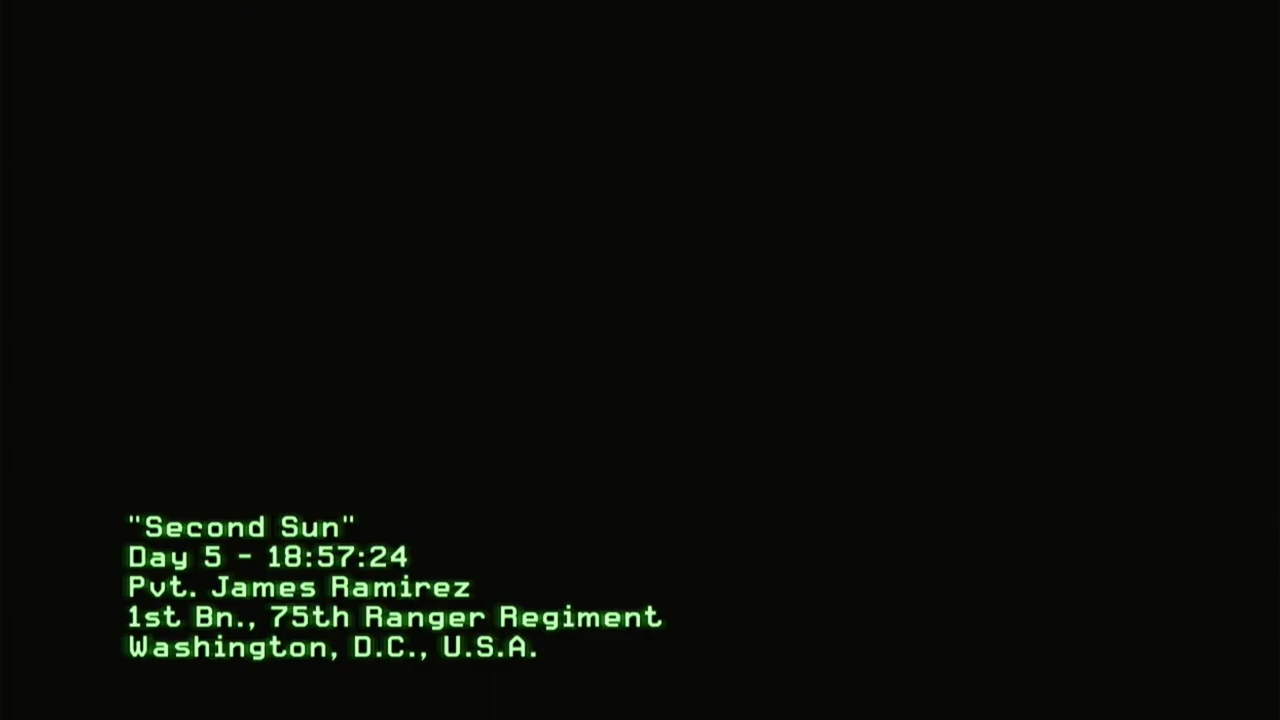 "Second Sun"
Day 5 - 18:57:24
Pvt. James Ramirez
1st Bn., 75th Ranger Regiment
Washington, D.C., U.S.A.